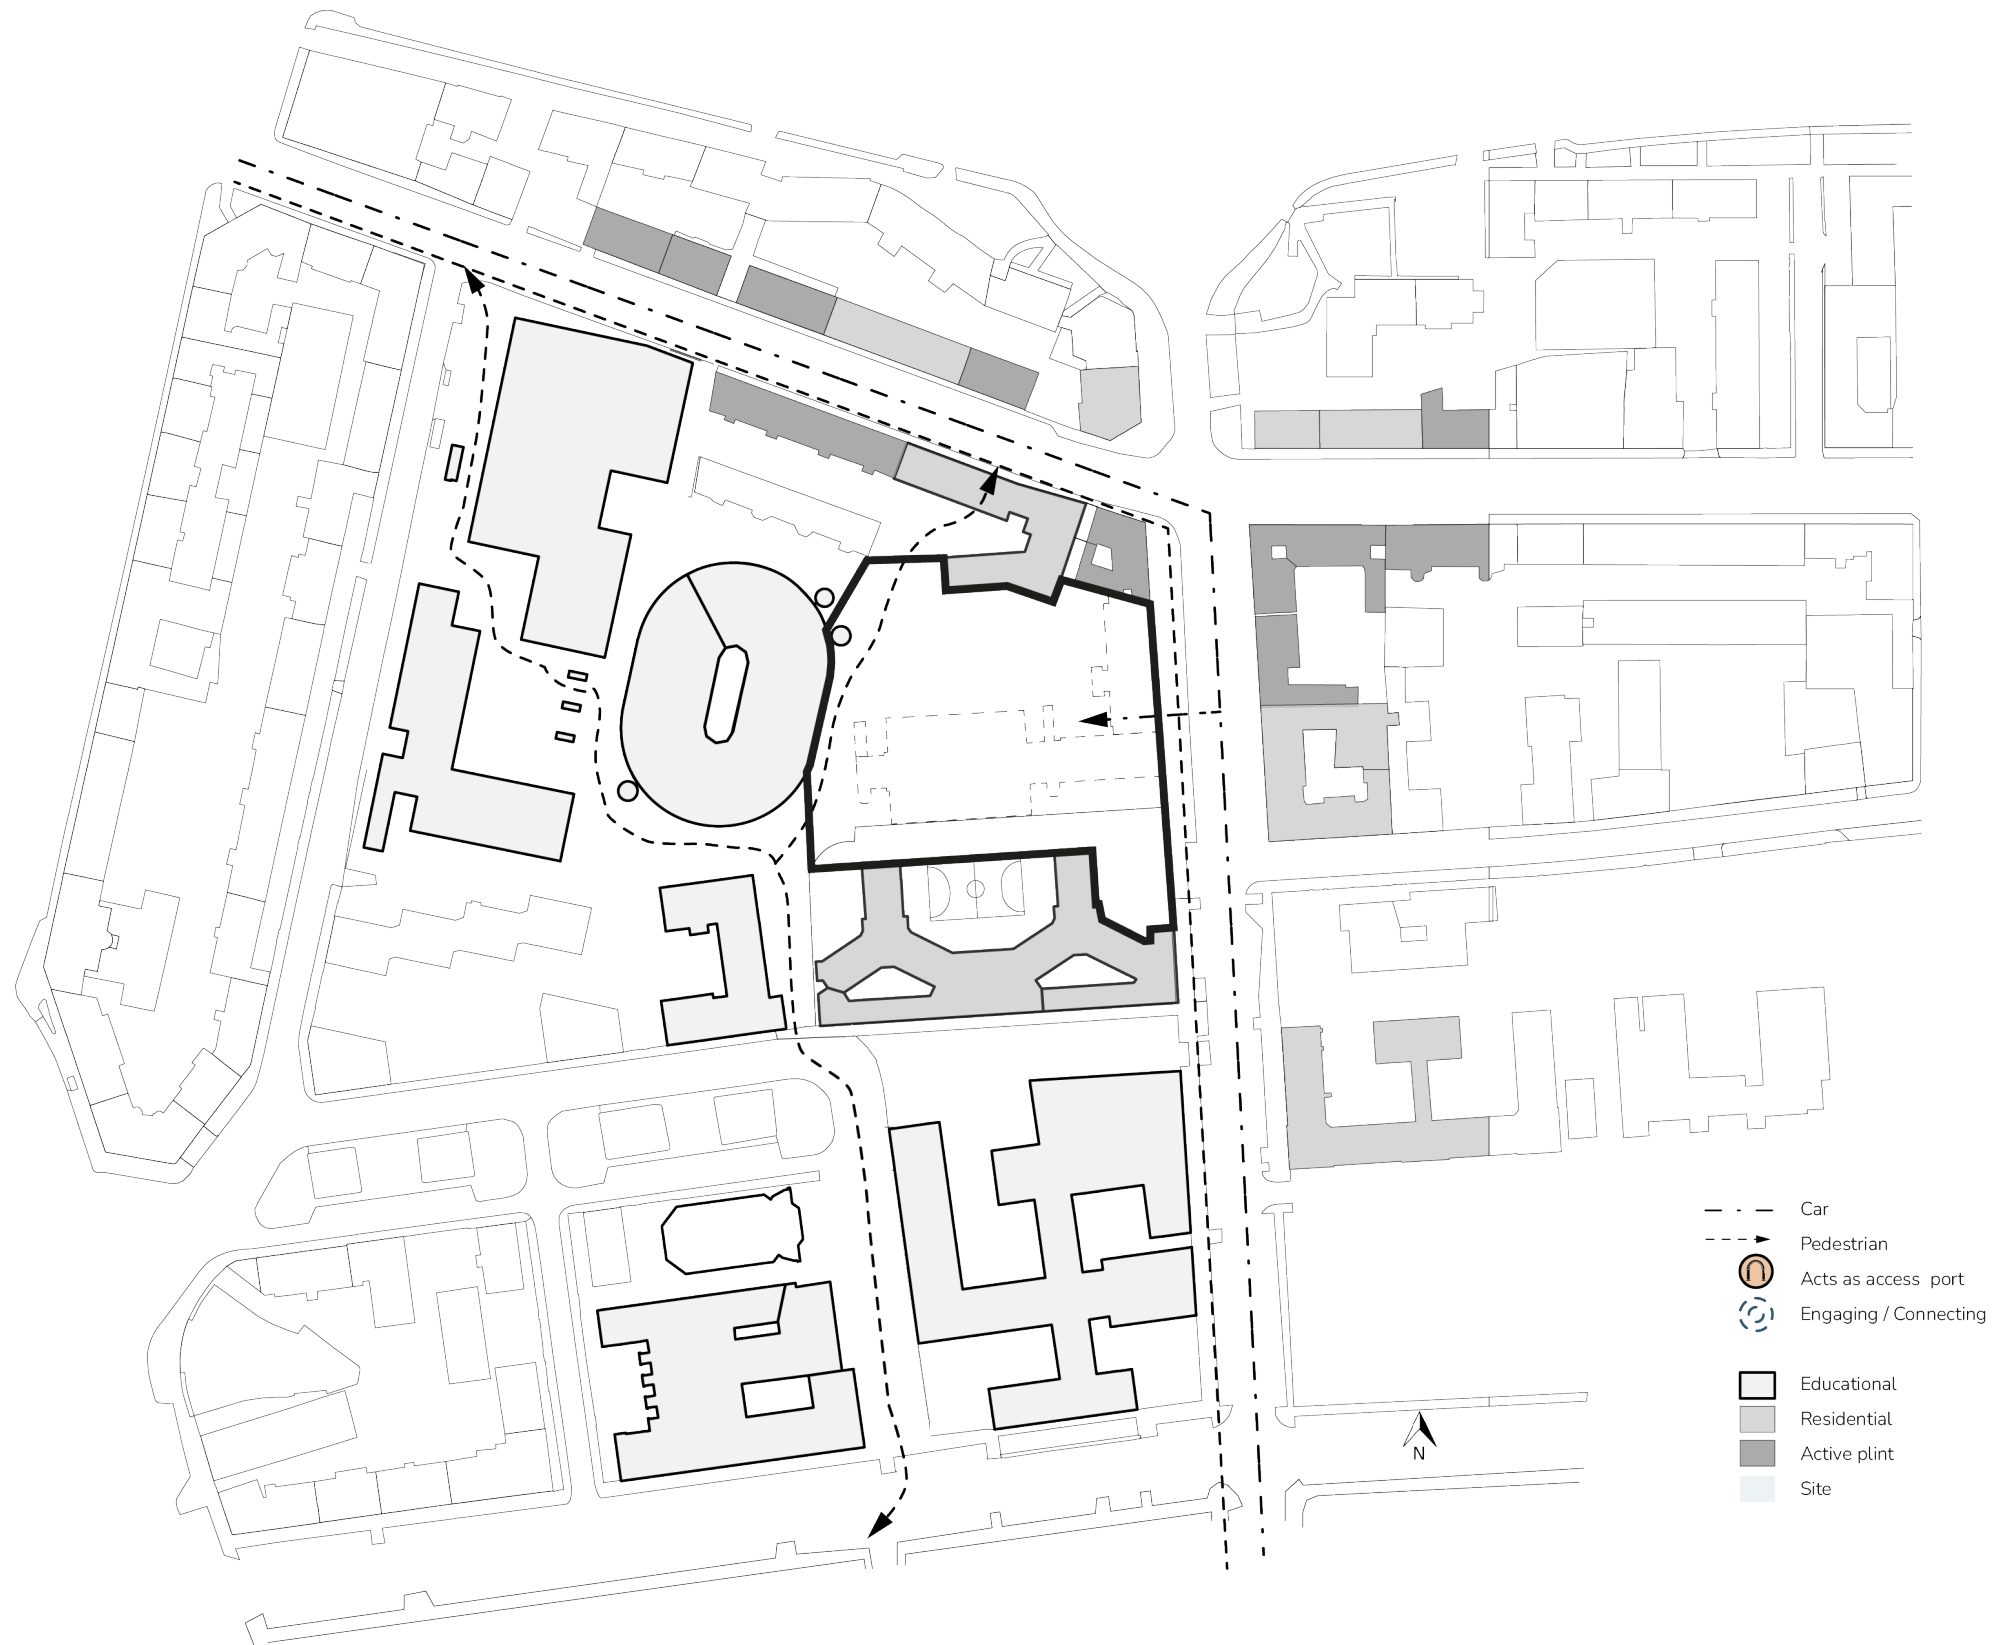 Car
Pedestrian
Acts as access port
Engaging / Connecting
Educational
Residential
N
Active plint
Site